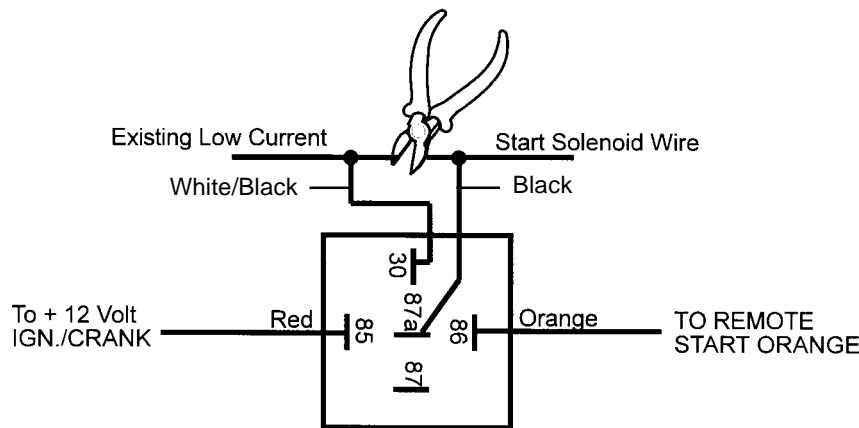 Existing Low Current
Start Solenoid Wire
White/Black
Black
30
87a
To + 12 Volt
IGN./CRANK
Red
85
86
Orange
TO REMOTE
START ORANGE
87